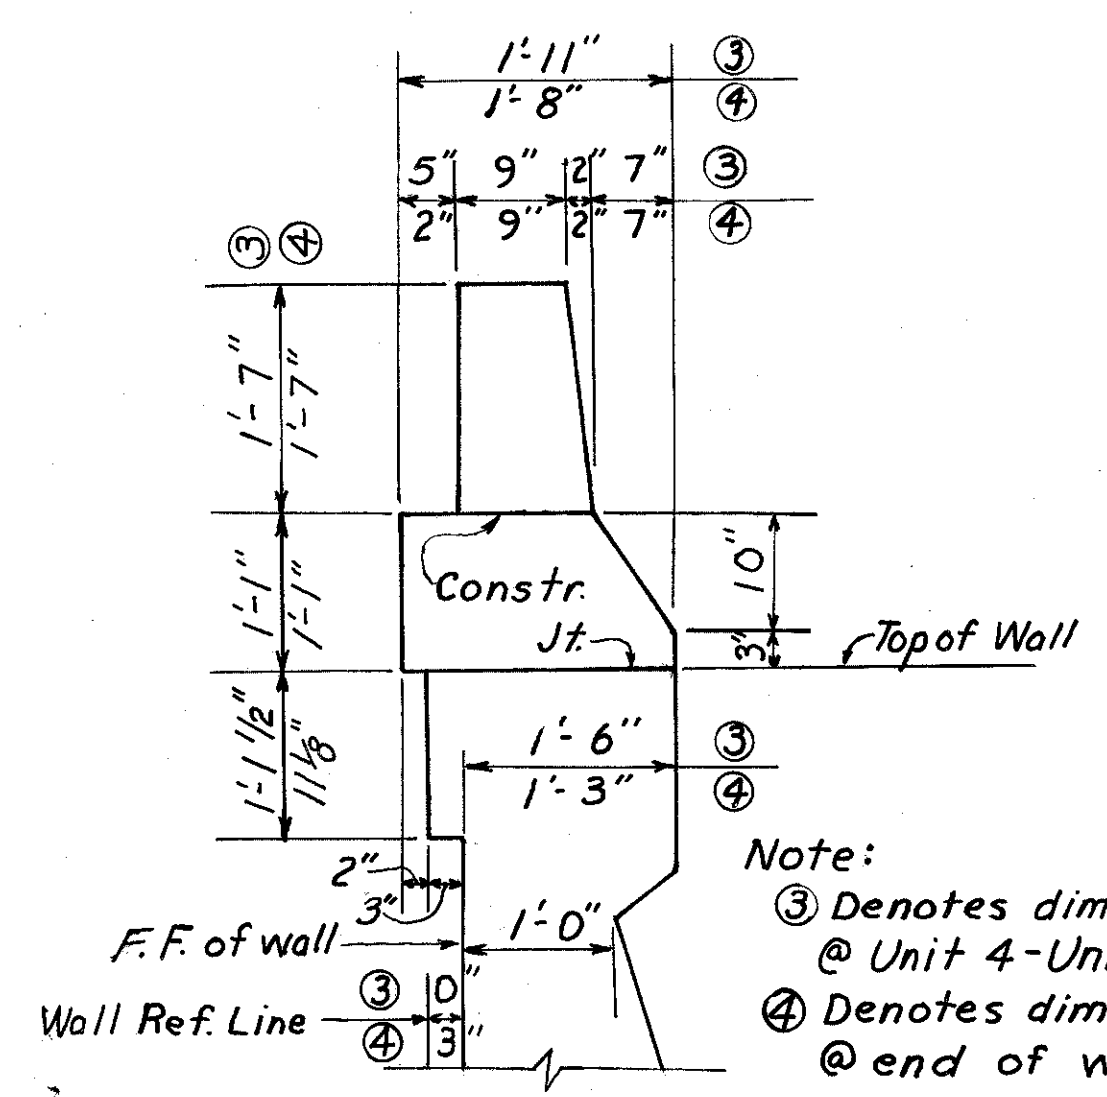 1'-11" ③
1'-8" ④
5" 9" 2" 7" ③
2" 9" 2" 7" ④
③ ④
1'-7" 1'-7"
1'-1" 1'-1"
1'-1 1/2" 11 1/8"
Constr.
Jt.
10"
3"
Top of Wall
1'-6" ③
1'-3" ④
2"
3"
1'-0"
F.F. of wall
Wall Ref. Line
③ 0"
④ 3"
Note:
③ Denotes dim
@ Unit 4-Un
④ Denotes dim
@ end of w